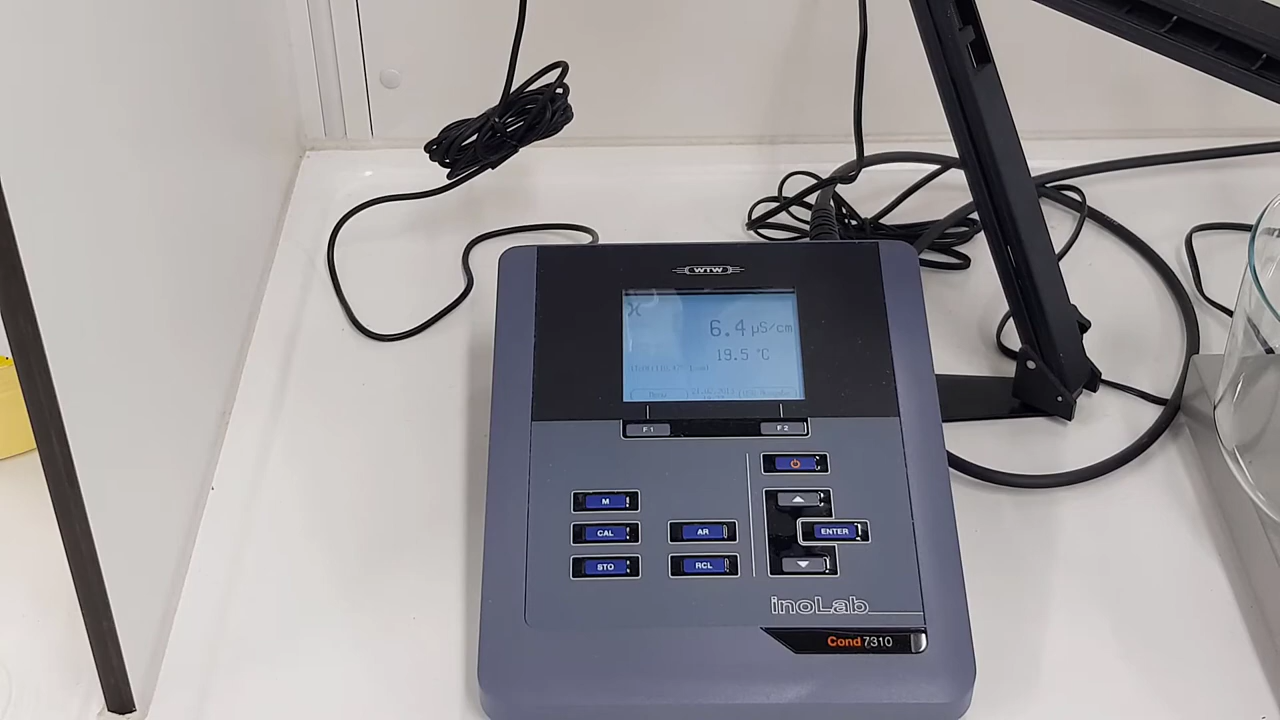 WTW
ϰ
6.4 µS/cm
19.5 °C
F1
F2
M
CAL
AR
ENTER
STO
RCL
inoLab
Cond 7310